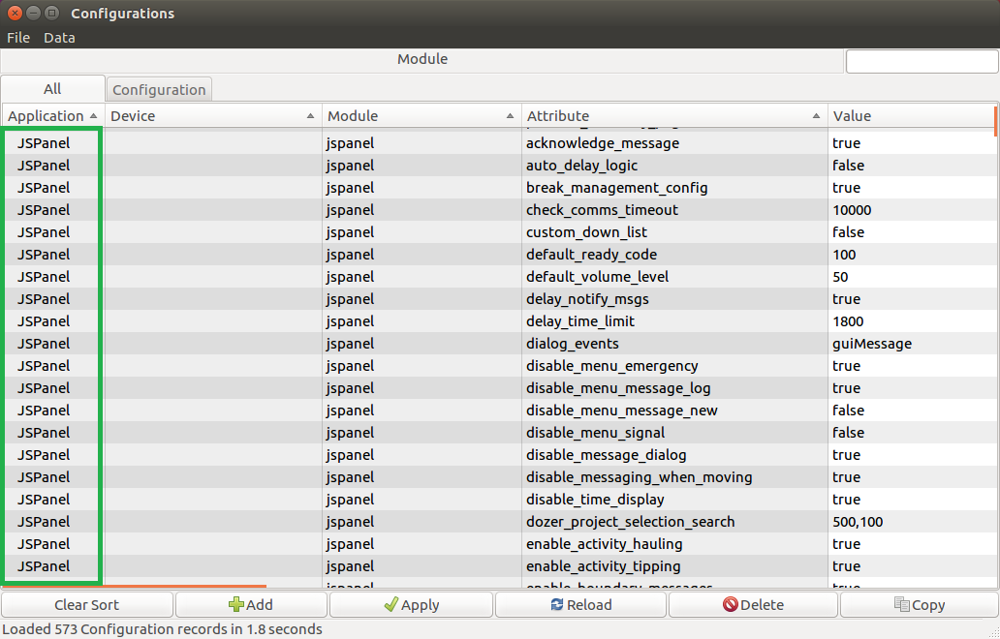 Configurations
File Data
Module
All Configuration
Application Device Module Attribute Value
JSPanel jspanel acknowledge_message true
JSPanel jspanel auto_delay_logic false
JSPanel jspanel break_management_config true
JSPanel jspanel check_comms_timeout 10000
JSPanel jspanel custom_down_list false
JSPanel jspanel default_ready_code 100
JSPanel jspanel default_volume_level 50
JSPanel jspanel delay_notify_msgs true
JSPanel jspanel delay_time_limit 1800
JSPanel jspanel dialog_events guiMessage
JSPanel jspanel disable_menu_emergency true
JSPanel jspanel disable_menu_message_log true
JSPanel jspanel disable_menu_message_new false
JSPanel jspanel disable_menu_signal false
JSPanel jspanel disable_message_dialog true
JSPanel jspanel disable_messaging_when_moving true
JSPanel jspanel disable_time_display true
JSPanel jspanel dozer_project_selection_search 500,100
JSPanel jspanel enable_activity_hauling true
JSPanel jspanel enable_activity_tipping true
jspanel enable_boundary_messages true
Clear Sort Add Apply Reload Delete Copy
Loaded 573 Configuration records in 1.8 seconds